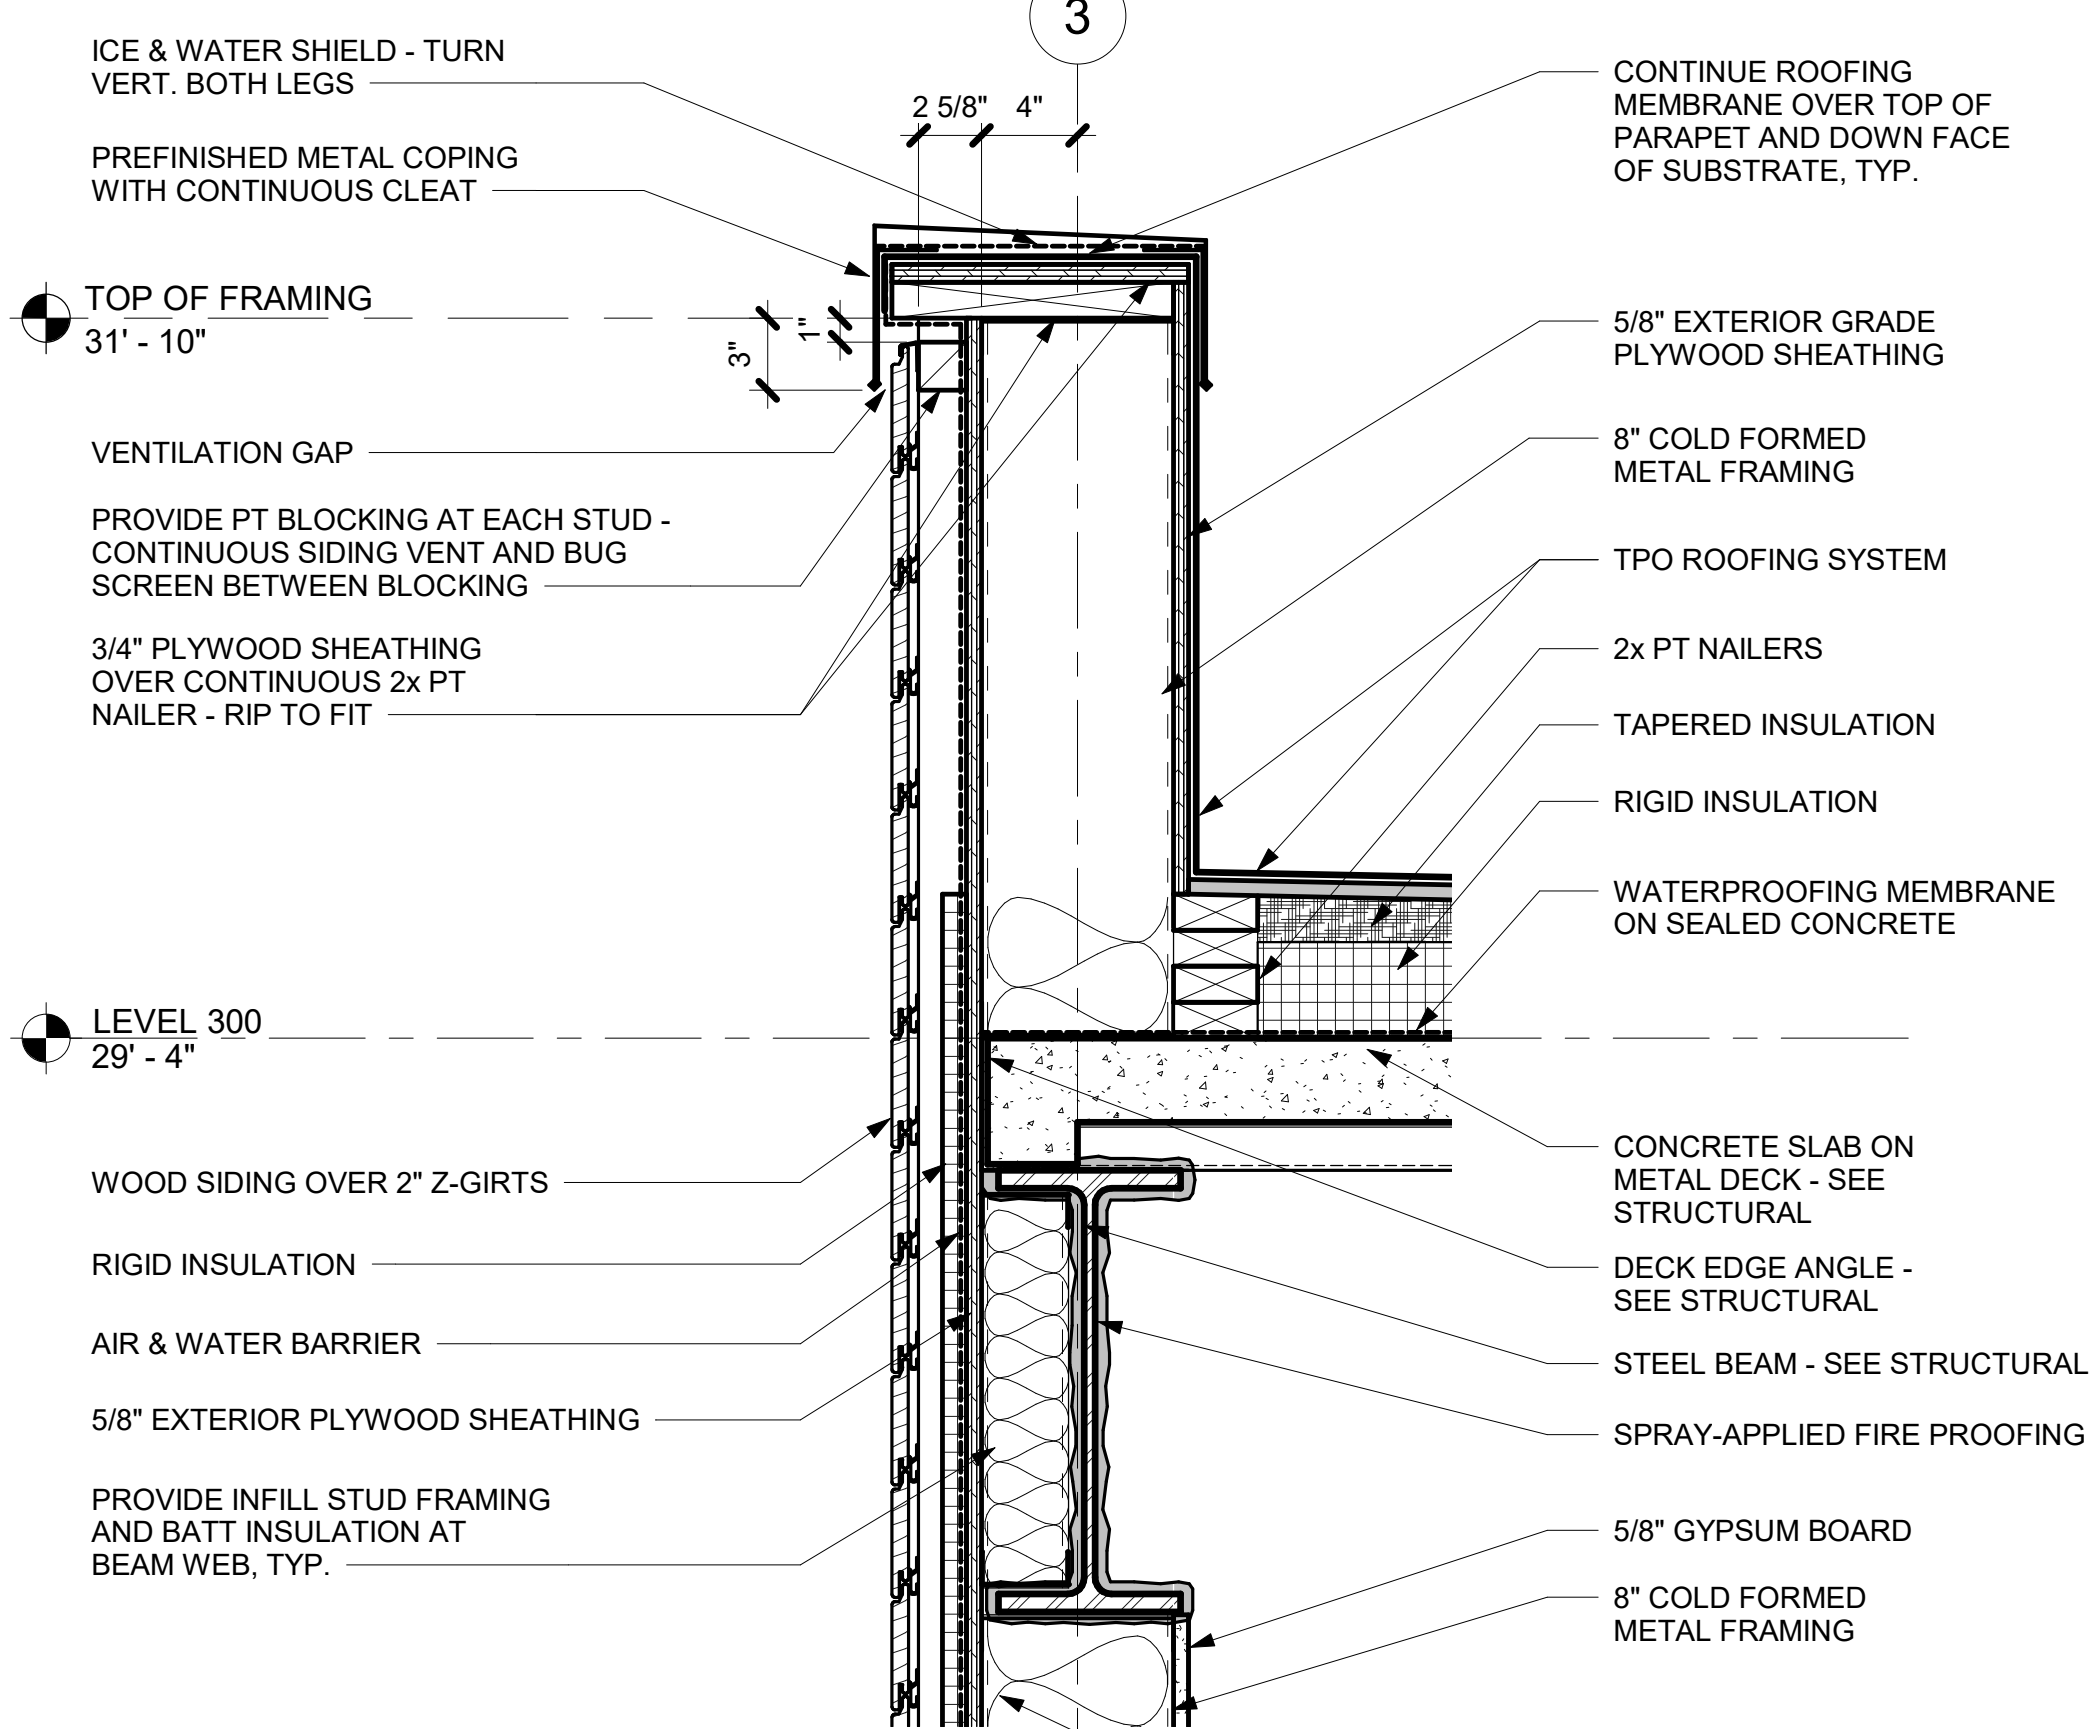 3
ICE & WATER SHIELD - TURN
VERT. BOTH LEGS
PREFINISHED METAL COPING
WITH CONTINUOUS CLEAT
2 5/8"
4"
TOP OF FRAMING
31' - 10"
1"
3"
VENTILATION GAP
PROVIDE PT BLOCKING AT EACH STUD -
CONTINUOUS SIDING VENT AND BUG
SCREEN BETWEEN BLOCKING
3/4" PLYWOOD SHEATHING
OVER CONTINUOUS 2x PT
NAILER - RIP TO FIT
LEVEL 300
29' - 4"
WOOD SIDING OVER 2" Z-GIRTS
RIGID INSULATION
AIR & WATER BARRIER
5/8" EXTERIOR PLYWOOD SHEATHING
PROVIDE INFILL STUD FRAMING
AND BATT INSULATION AT
BEAM WEB, TYP.
CONTINUE ROOFING
MEMBRANE OVER TOP OF
PARAPET AND DOWN FACE
OF SUBSTRATE, TYP.
5/8" EXTERIOR GRADE
PLYWOOD SHEATHING
8" COLD FORMED
METAL FRAMING
TPO ROOFING SYSTEM
2x PT NAILERS
TAPERED INSULATION
RIGID INSULATION
WATERPROOFING MEMBRANE
ON SEALED CONCRETE
CONCRETE SLAB ON
METAL DECK - SEE
STRUCTURAL
DECK EDGE ANGLE -
SEE STRUCTURAL
STEEL BEAM - SEE STRUCTURAL
SPRAY-APPLIED FIRE PROOFING
5/8" GYPSUM BOARD
8" COLD FORMED
METAL FRAMING